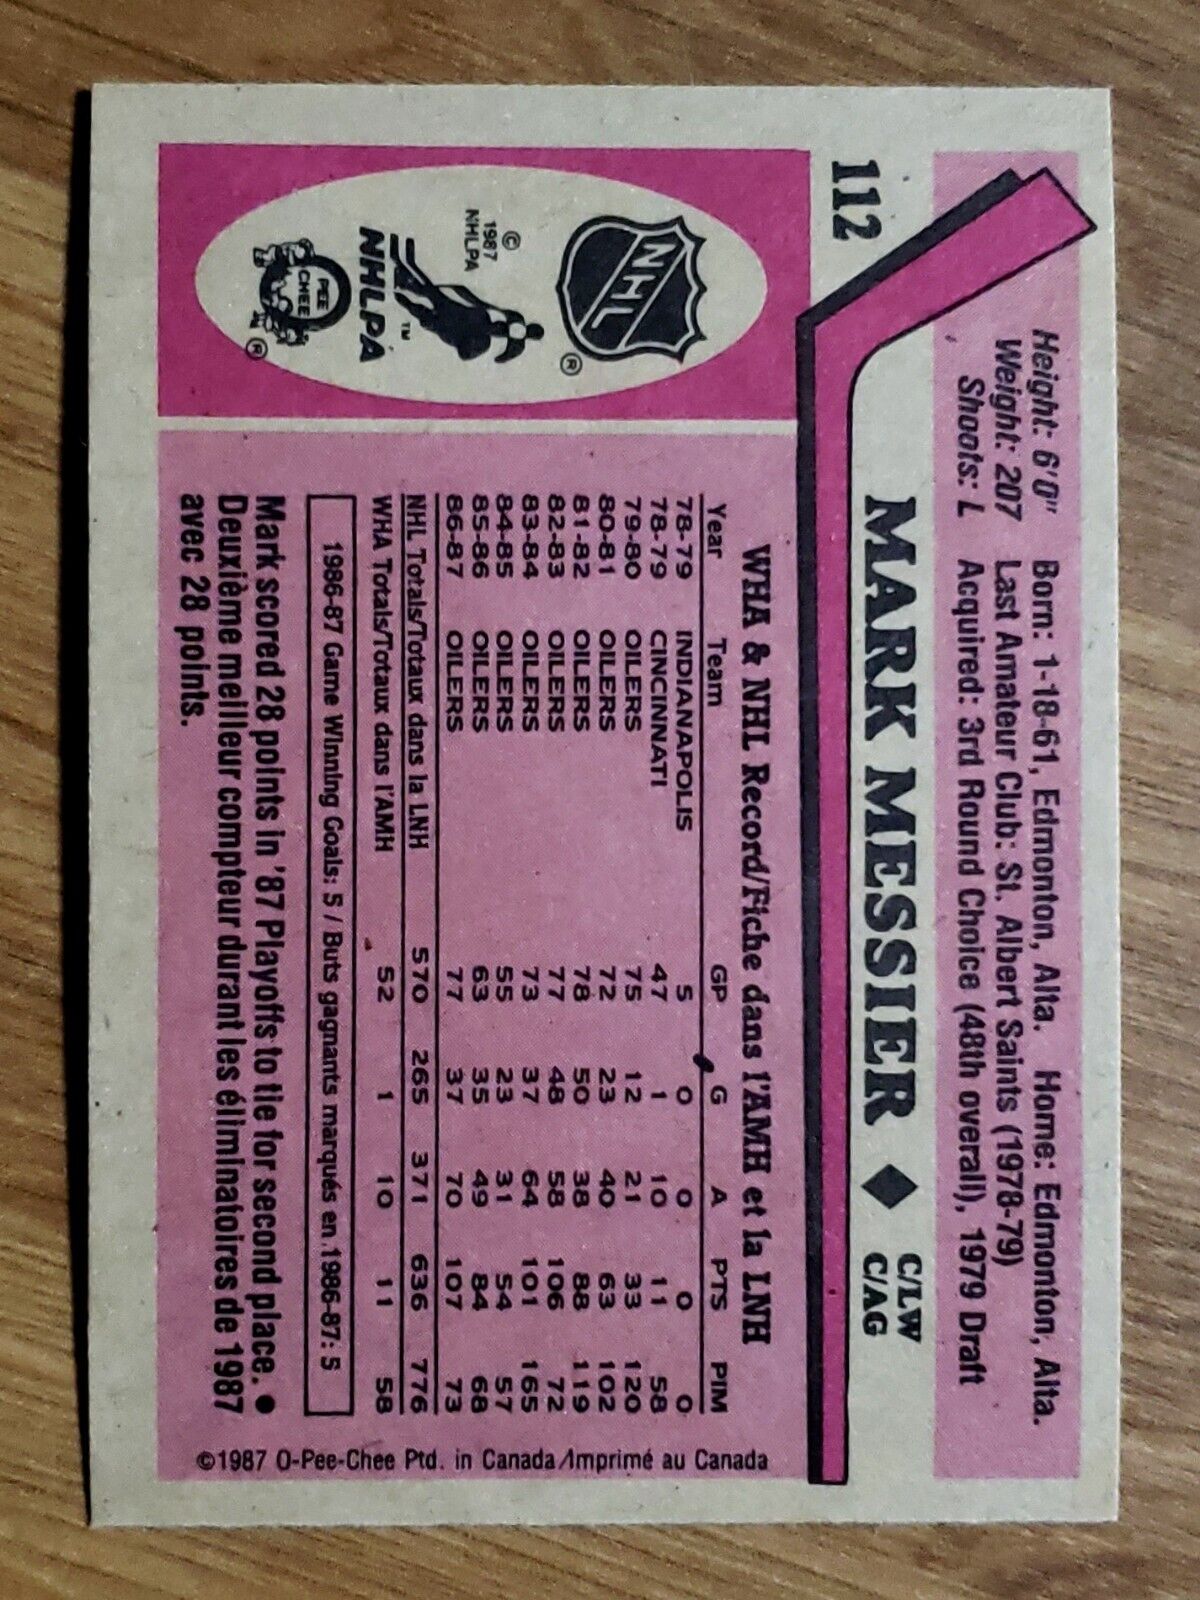 112
Height: 6'0" Born: 1-18-61, Edmonton, Alta. Home: Edmonton, Alta.
Weight: 207 Last Amateur Club: St. Albert Saints (1978-79)
Shoots: L Acquired: 3rd Round Choice (48th overall), 1979 Draft
MARK MESSIER ◆ C/LW
C/AG
NHL
®
NHLPA
™
© 1987
NHLPA
O
PEE
CHEE
®
WHA & NHL Record/Fiche dans l'AMH et la LNH
Year Team GP G A PTS PIM
78-79 INDIANAPOLIS 5 0 0 0 0
78-79 CINCINNATI 47 1 10 11 58
79-80 OILERS 75 12 21 33 120
80-81 OILERS 72 23 40 63 102
81-82 OILERS 78 50 38 88 119
82-83 OILERS 77 48 58 106 72
83-84 OILERS 73 37 64 101 165
84-85 OILERS 55 23 31 54 57
85-86 OILERS 63 35 49 84 68
86-87 OILERS 77 37 70 107 73
NHL Totals/Totaux dans la LNH 570 265 371 636 776
WHA Totals/Totaux dans l'AMH 52 1 10 11 58
1986-87 Game Winning Goals: 5 / Buts gagnants marqués en 1986-87: 5
Mark scored 28 points in '87 Playoffs to tie for second place. ●
Deuxième meilleur compteur durant les éliminatoires de 1987
avec 28 points.
©1987 O-Pee-Chee Ptd. in Canada/Imprimé au Canada